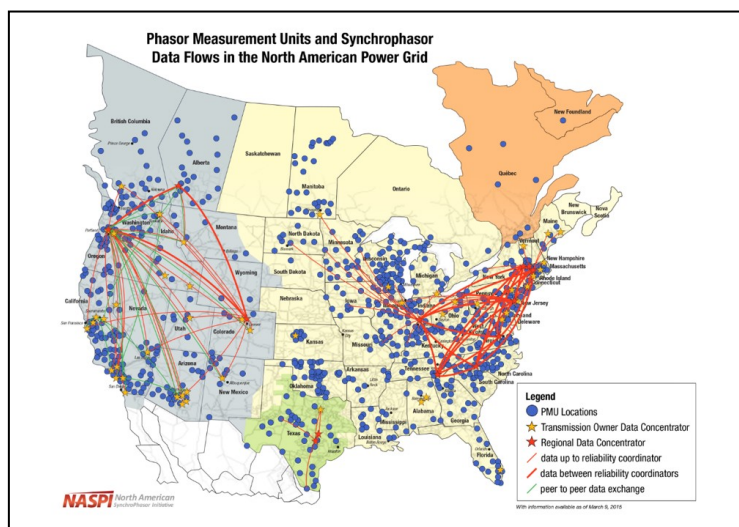 Phasor Measurement Units and Synchrophasor
Data Flows in the North American Power Grid
British Columbia
Alberta
Saskatchewan
Manitoba
Ontario
Québec
New Foundland
New
Brunswick
Nova
Scotia
Maine
Vermont
New Hampshire
Massachusetts
Rhode Island
Washington
Idaho
Montana
North Dakota
Minnesota
Wisconsin
Michigan
New York
Oregon
Wyoming
South Dakota
Iowa
Nebraska
Ohio
New Jersey
Delaware
California
Nevada
Utah
Colorado
Kansas
Missouri
Kentucky
Arizona
New Mexico
Oklahoma
Arkansas
Tennessee
North Carolina
South Carolina
Texas
Louisiana
Mississippi
Alabama
Georgia
Florida
Legend
PMU Locations
Transmission Owner Data Concentrator
Regional Data Concentrator
data up to reliability coordinator
data between reliability coordinators
peer to peer data exchange
With information available as of March 9, 2015
NASPI North American
SynchroPhasor Initiative